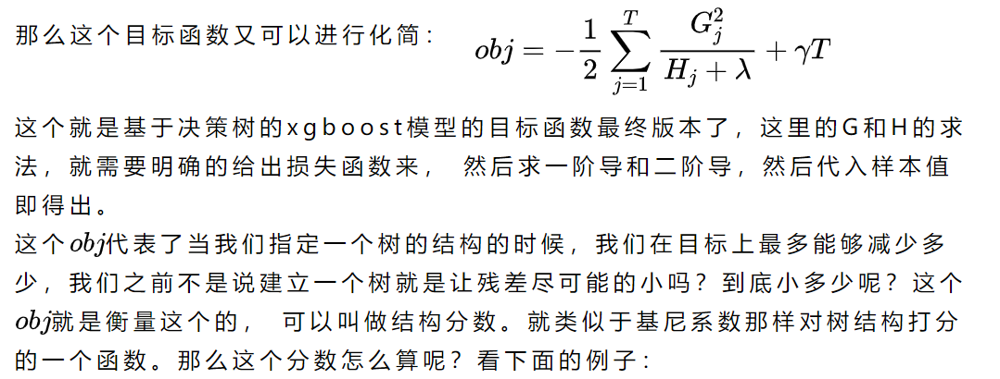 那么这个目标函数又可以进行化简： obj = -\frac{1}{2} \sum_{j=1}^{T} \frac{G_j^2}{H_j + λ} + γT
这个就是基于决策树的xgboost模型的目标函数最终版本了，这里的G和H的求
法，就需要明确的给出损失函数来， 然后求一阶导和二阶导，然后代入样本值
即得出。
这个obj代表了当我们指定一个树的结构的时候，我们在目标上最多能够减少多
少，我们之前不是说建立一个树就是让残差尽可能的小吗？到底小多少呢？这个
obj就是衡量这个的， 可以叫做结构分数。就类似于基尼系数那样对树结构打分
的一个函数。那么这个分数怎么算呢？看下面的例子：